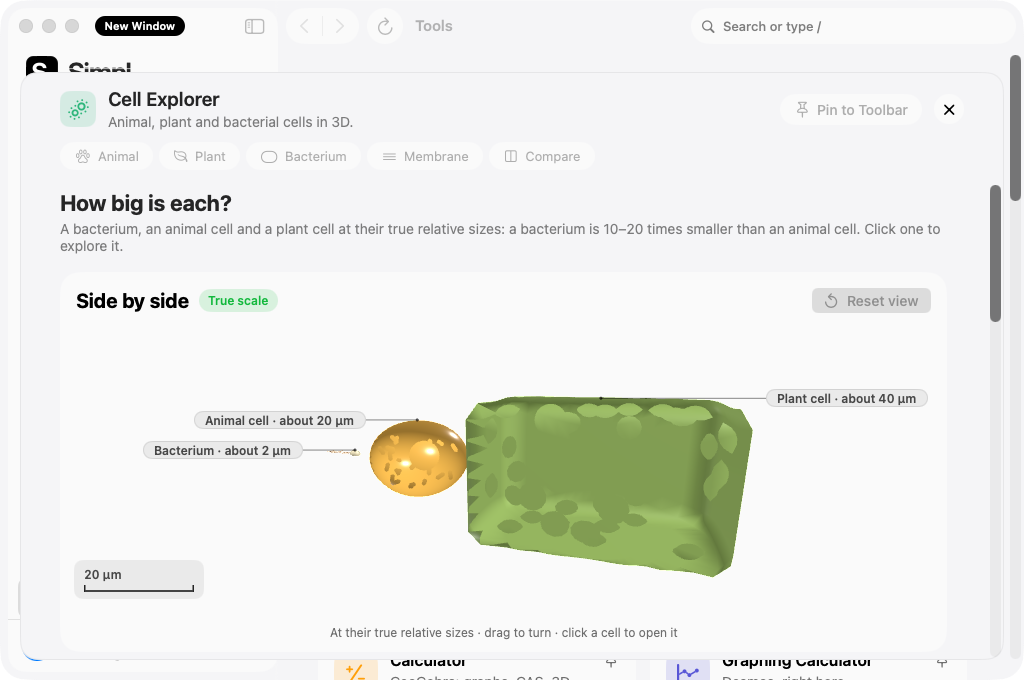 New Window
Tools
Search or type /
Simpl
Cell Explorer
Animal, plant and bacterial cells in 3D.
Pin to Toolbar
Animal
Plant
Bacterium
Membrane
Compare
How big is each?
A bacterium, an animal cell and a plant cell at their true relative sizes: a bacterium is 10–20 times smaller than an animal cell. Click one to
explore it.
Side by side
True scale
Reset view
Plant cell · about 40 µm
Animal cell · about 20 µm
Bacterium · about 2 µm
20 µm
At their true relative sizes · drag to turn · click a cell to open it
Calculator
Graphing Calculator